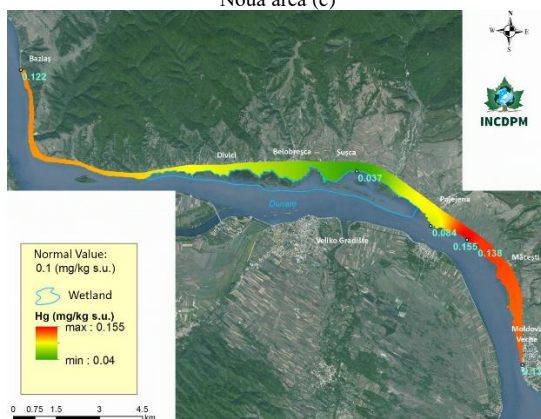 Noua area (c)
N
W E
S
INCDPM
Baziaș
0.122
Divici
Belobreșca
Sușca
0.037
Pojejena
0.084
0.155
0.138
Dunare
Veliko Gradište
Măcești
Moldova
Veche
Normal Value:
0.1 (mg/kg s.u.)
Wetland
Hg (mg/kg s.u.)
max : 0.155
min : 0.04
0 0.75 1.5 3 4.5
km